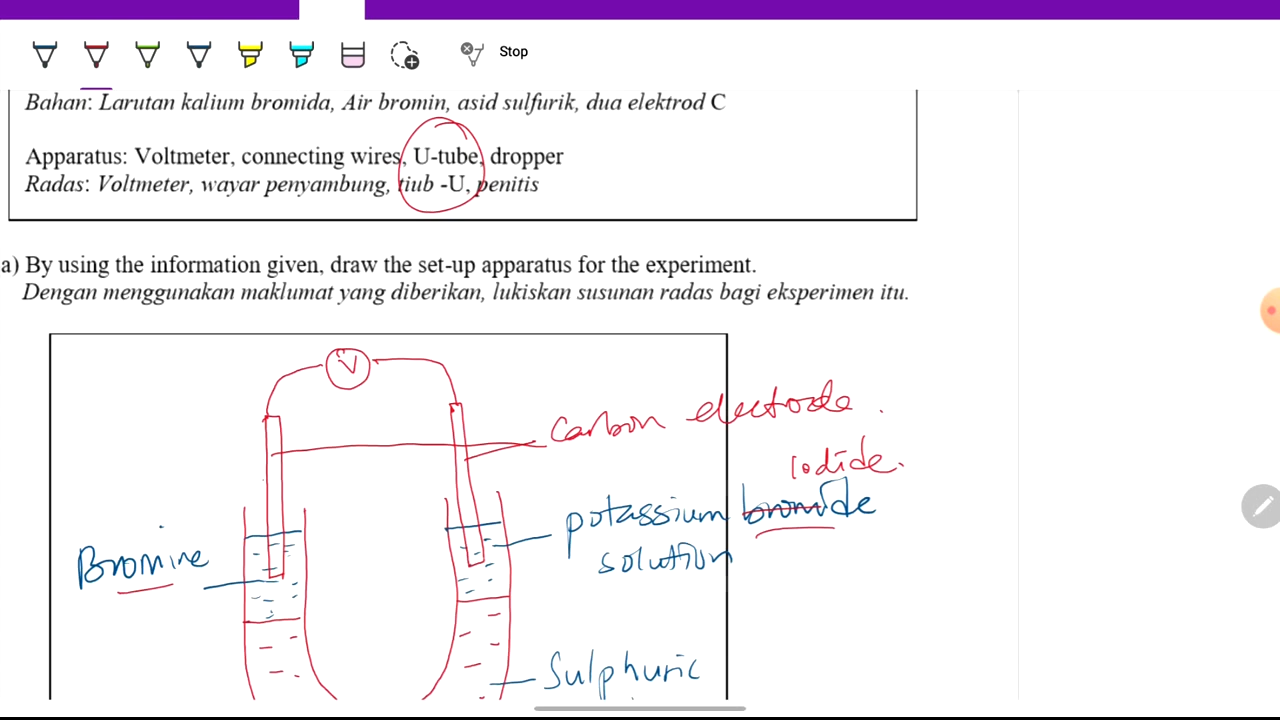 Stop
Bahan: Larutan kalium bromida, Air bromin, asid sulfurik, dua elektrod C
Apparatus: Voltmeter, connecting wires, U-tube, dropper
Radas: Voltmeter, wayar penyambung, tiub -U, penitis
a) By using the information given, draw the set-up apparatus for the experiment.
Dengan menggunakan maklumat yang diberikan, lukiskan susunan radas bagi eksperimen itu.
V
Carbon electrode.
Iodide.
potassium bromide
solution
Bromine
Sulphuric